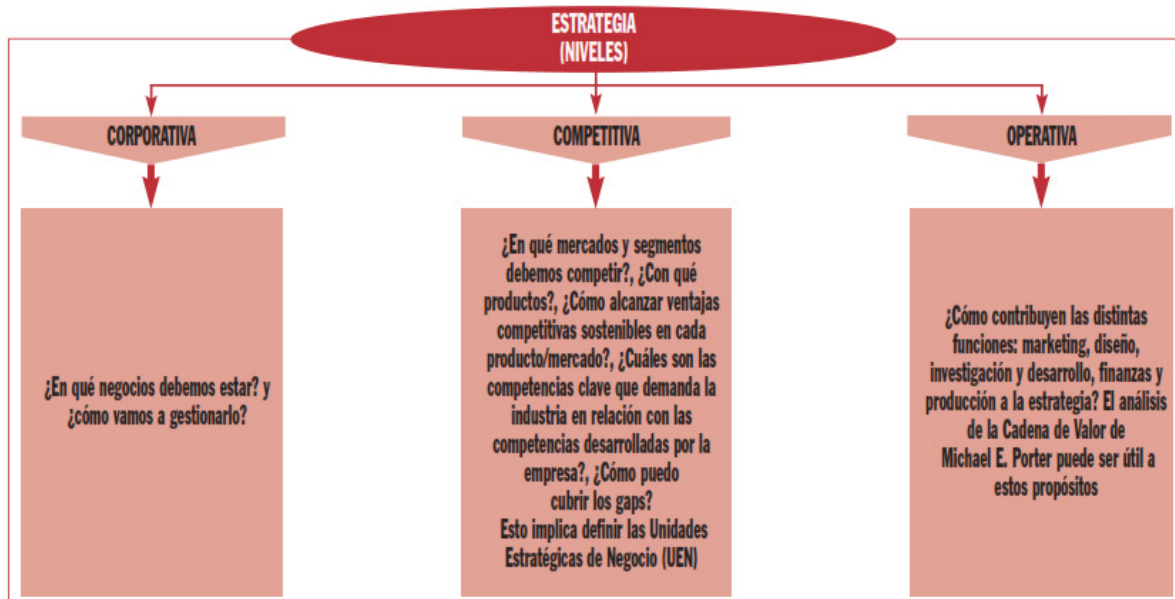 ESTRATEGIA
(NIVELES)
CORPORATIVA
¿En qué negocios debemos estar? y
¿cómo vamos a gestionarlo?
COMPETITIVA
¿En qué mercados y segmentos
debemos competir?, ¿Con qué
productos?, ¿Cómo alcanzar ventajas
competitivas sostenibles en cada
producto/mercado?, ¿Cuáles son las
competencias clave que demanda la
industria en relación con las
competencias desarrolladas por la
empresa?, ¿Cómo puedo
cubrir los gaps?
Esto implica definir las Unidades
Estratégicas de Negocio (UEN)
OPERATIVA
¿Cómo contribuyen las distintas
funciones: marketing, diseño,
investigación y desarrollo, finanzas y
producción a la estrategia? El análisis
de la Cadena de Valor de
Michael E. Porter puede ser útil a
estos propósitos